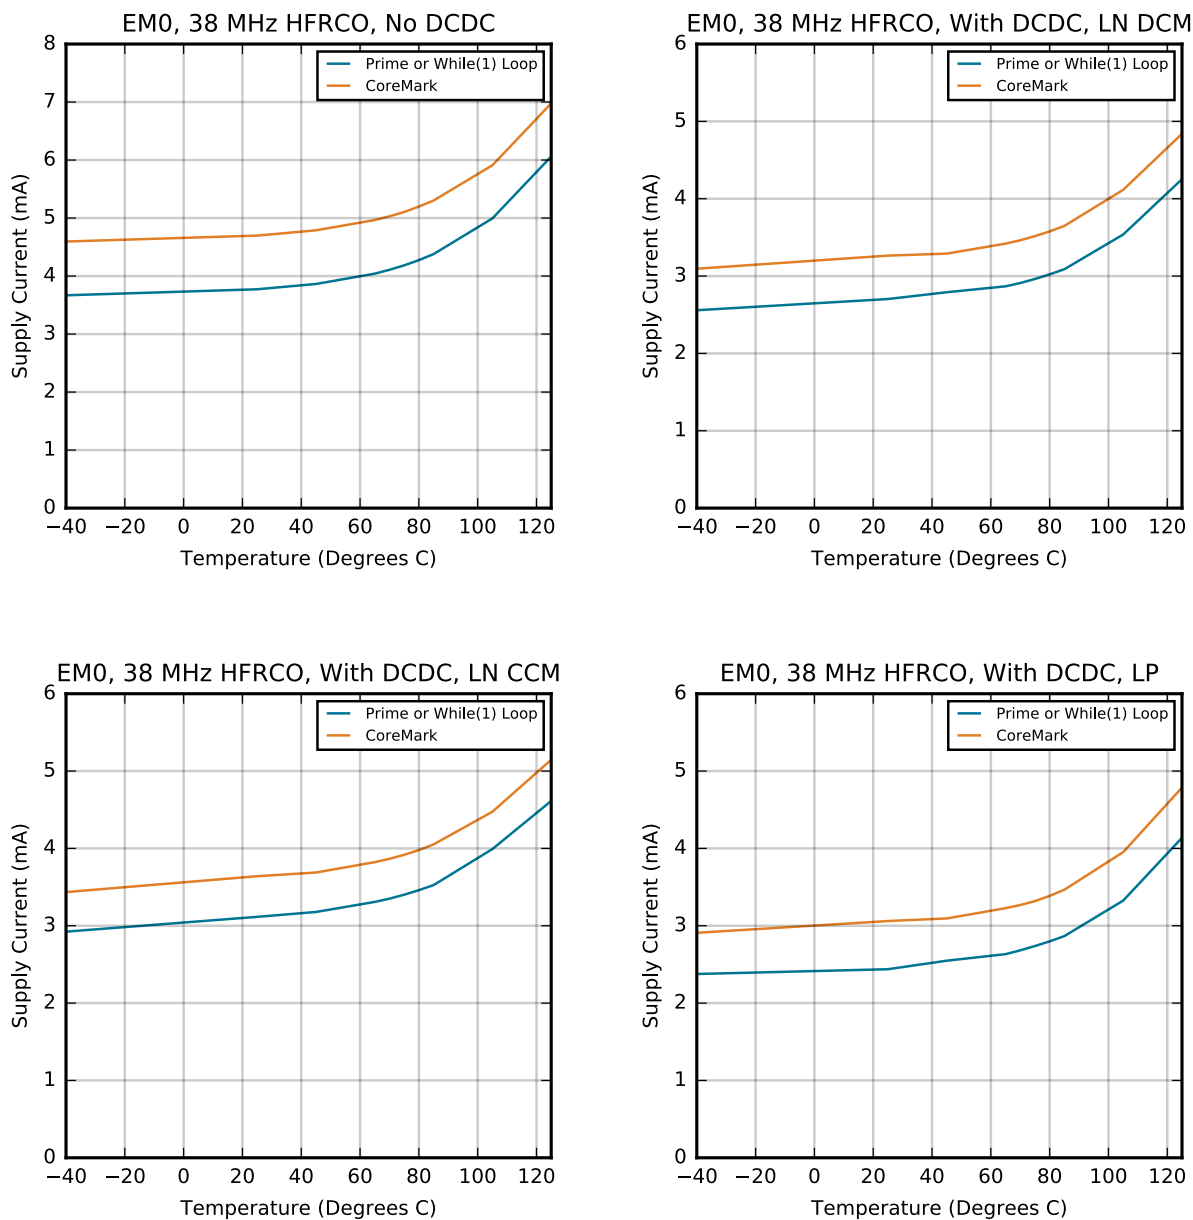 EM0, 38 MHz HFRCO, No DCDC
8
7
6
5
4
3
2
1
0
Supply Current (mA)
Prime or While(1) Loop
CoreMark
−40 −20 0 20 40 60 80 100 120
Temperature (Degrees C)
EM0, 38 MHz HFRCO, With DCDC, LN DCM
6
5
4
3
2
1
0
Supply Current (mA)
Prime or While(1) Loop
CoreMark
−40 −20 0 20 40 60 80 100 120
Temperature (Degrees C)
EM0, 38 MHz HFRCO, With DCDC, LN CCM
6
5
4
3
2
1
0
Supply Current (mA)
Prime or While(1) Loop
CoreMark
−40 −20 0 20 40 60 80 100 120
Temperature (Degrees C)
EM0, 38 MHz HFRCO, With DCDC, LP
6
5
4
3
2
1
0
Supply Current (mA)
Prime or While(1) Loop
CoreMark
−40 −20 0 20 40 60 80 100 120
Temperature (Degrees C)